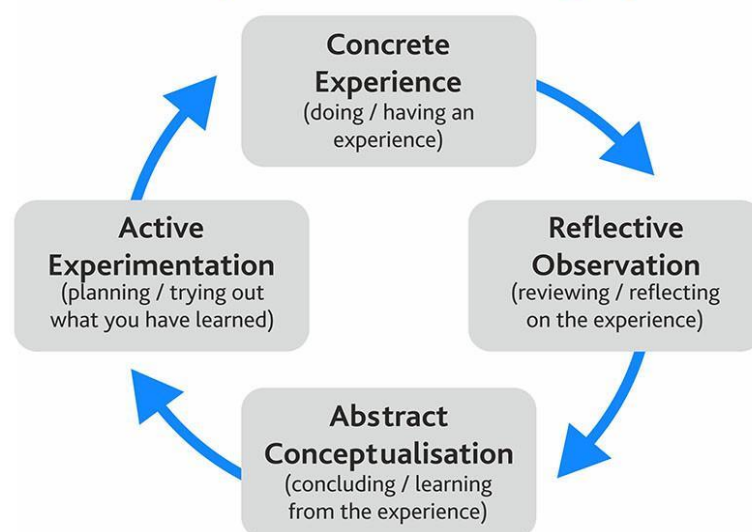 Concrete
Experience
(doing / having an
experience)
Reflective
Observation
(reviewing / reflecting
on the experience)
Abstract
Conceptualisation
(concluding / learning
from the experience)
Active
Experimentation
(planning / trying out
what you have learned)